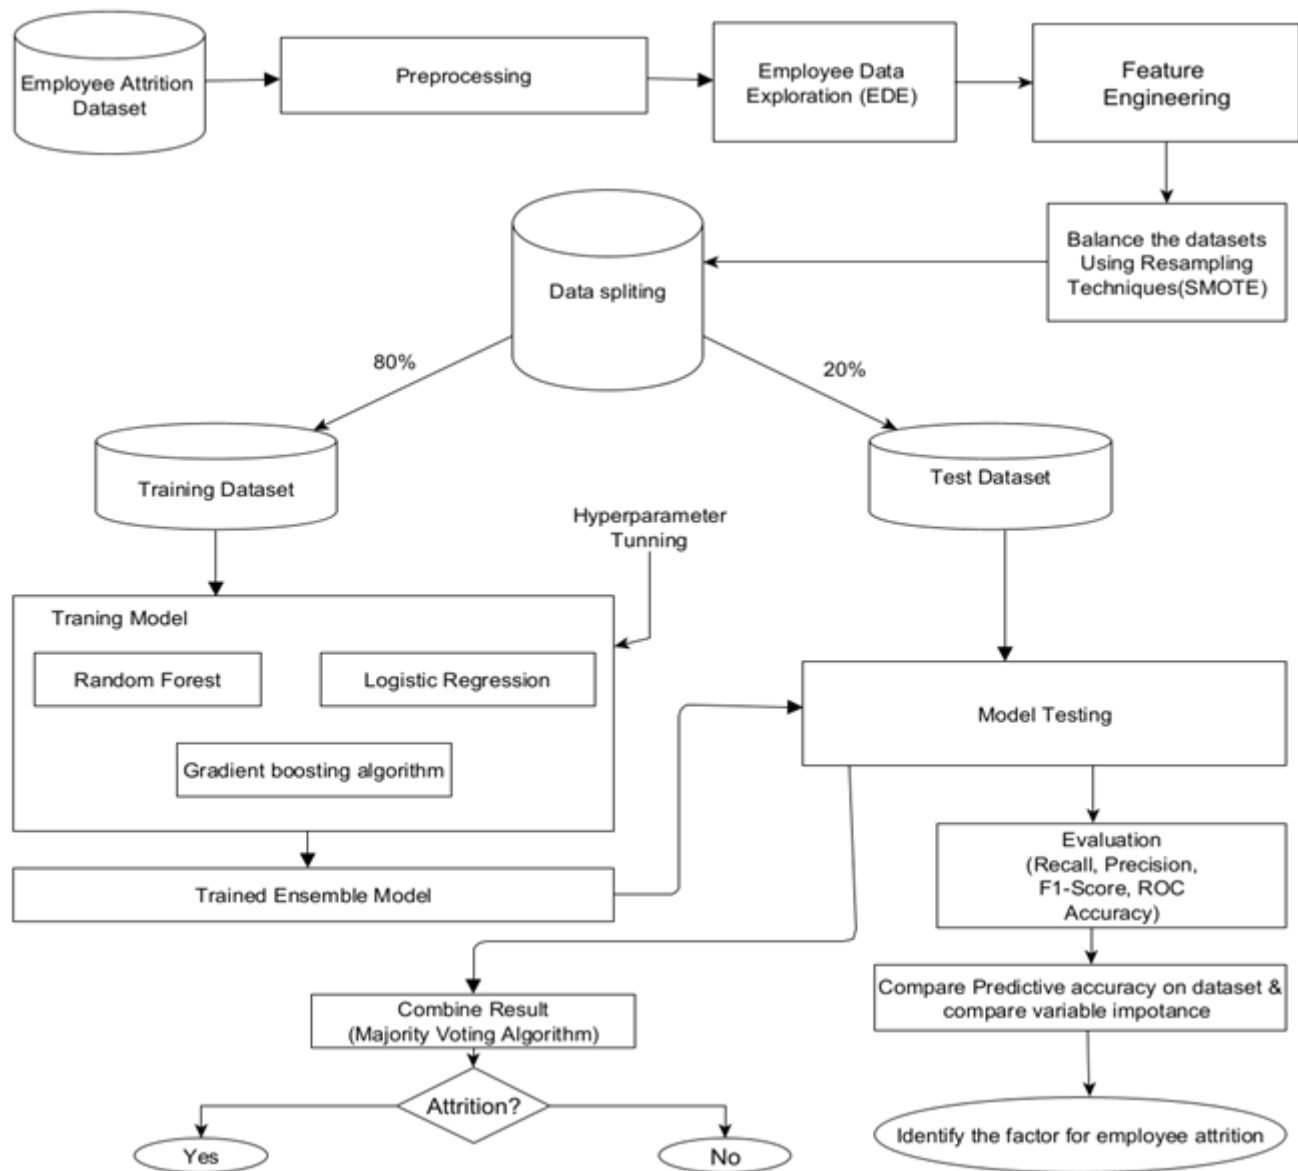 Employee Attrition
Dataset
Preprocessing
Employee Data
Exploration (EDE)
Feature
Engineering
Balance the datasets
Using Resampling
Techniques(SMOTE)
Data spliting
80%
20%
Training Dataset
Test Dataset
Hyperparameter
Tunning
Traning Model
Random Forest
Logistic Regression
Gradient boosting algorithm
Model Testing
Trained Ensemble Model
Evaluation
(Recall, Precision,
F1-Score, ROC
Accuracy)
Compare Predictive accuracy on dataset &
compare variable impotance
Combine Result
(Majority Voting Algorithm)
Attrition?
Yes
No
Identify the factor for employee attrition